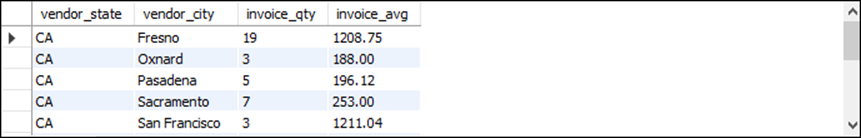 vendor_state vendor_city invoice_qty invoice_avg
CA Fresno 19 1208.75
CA Oxnard 3 188.00
CA Pasadena 5 196.12
CA Sacramento 7 253.00
CA San Francisco 3 1211.04